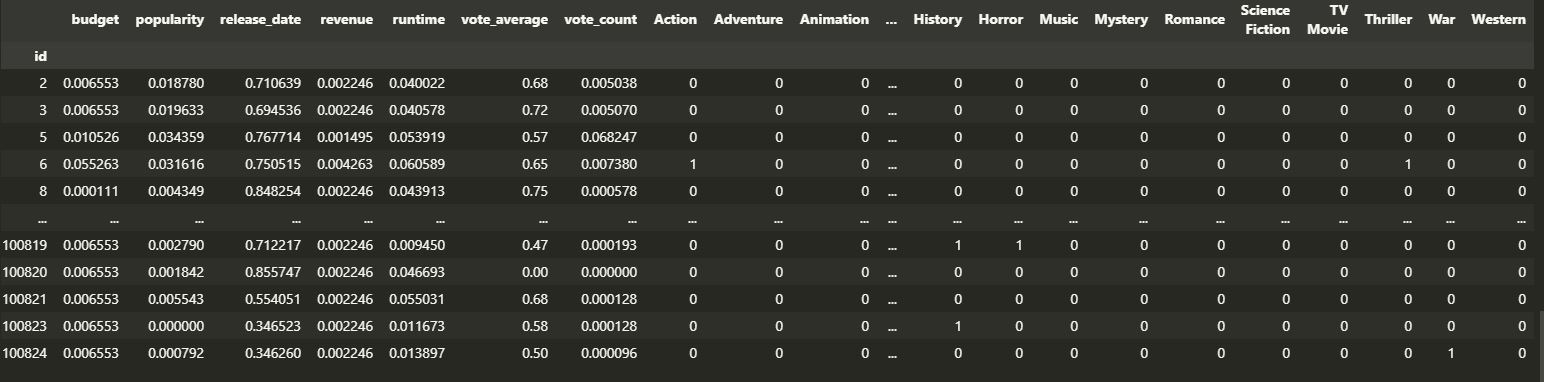 budget popularity release_date revenue runtime vote_average vote_count Action Adventure Animation ... History Horror Music Mystery Romance Science Fiction TV Movie Thriller War Western
id
2 0.006553 0.018780 0.710639 0.002246 0.040022 0.68 0.005038 0 0 0 ... 0 0 0 0 0 0 0 0 0 0
3 0.006553 0.019633 0.694536 0.002246 0.040578 0.72 0.005070 0 0 0 ... 0 0 0 0 0 0 0 0 0 0
5 0.010526 0.034359 0.767714 0.001495 0.053919 0.57 0.068247 0 0 0 ... 0 0 0 0 0 0 0 0 0 0
6 0.055263 0.031616 0.750515 0.004263 0.060589 0.65 0.007380 1 0 0 ... 0 0 0 0 0 0 0 1 0 0
8 0.000111 0.004349 0.848254 0.002246 0.043913 0.75 0.000578 0 0 0 ... 0 0 0 0 0 0 0 0 0 0
... ... ... ... ... ... ... ... ... ... ... ... ... ... ... ... ... ... ... ... ... ...
100819 0.006553 0.002790 0.712217 0.002246 0.009450 0.47 0.000193 0 0 0 ... 1 1 0 0 0 0 0 0 0 0
100820 0.006553 0.001842 0.855747 0.002246 0.046693 0.00 0.000000 0 0 0 ... 0 0 0 0 0 0 0 0 0 0
100821 0.006553 0.005543 0.554051 0.002246 0.055031 0.68 0.000128 0 0 0 ... 0 0 0 0 0 0 0 0 0 0
100823 0.006553 0.000000 0.346523 0.002246 0.011673 0.58 0.000128 0 0 0 ... 1 0 0 0 0 0 0 0 0 0
100824 0.006553 0.000792 0.346260 0.002246 0.013897 0.50 0.000096 0 0 0 ... 0 0 0 0 0 0 0 0 1 0